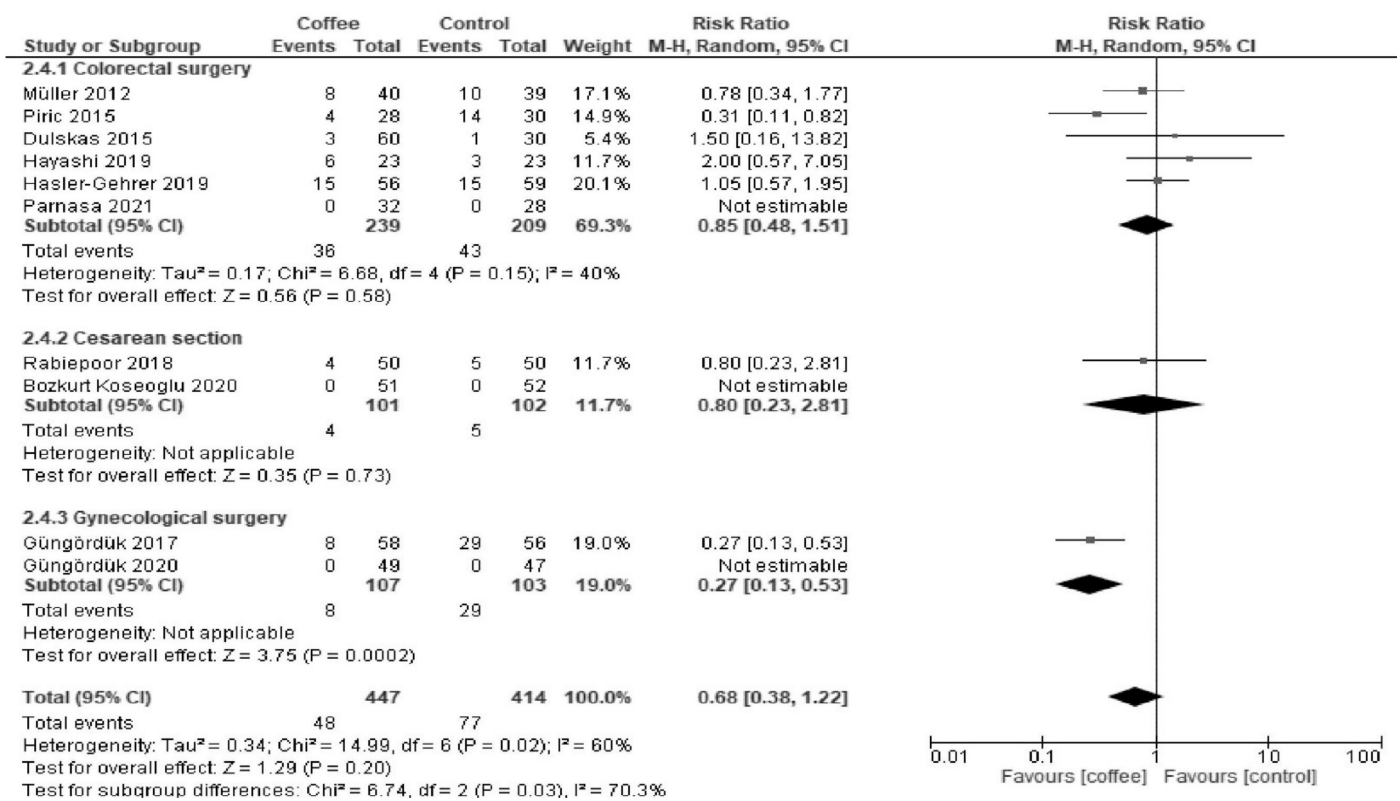 Coffee Control Risk Ratio Risk Ratio
Study or Subgroup Events Total Events Total Weight M-H, Random, 95% CI M-H, Random, 95% CI
2.4.1 Colorectal surgery
Müller 2012 8 40 10 39 17.1% 0.78 [0.34, 1.77]
Piric 2015 4 28 14 30 14.9% 0.31 [0.11, 0.82]
Dulskas 2015 3 60 1 30 5.4% 1.50 [0.16, 13.82]
Hayashi 2019 6 23 3 23 11.7% 2.00 [0.57, 7.05]
Hasler-Gehrer 2019 15 56 15 59 20.1% 1.05 [0.57, 1.95]
Parnasa 2021 0 32 0 28 Not estimable
Subtotal (95% CI) 239 209 69.3% 0.85 [0.48, 1.51]
Total events 36 43
Heterogeneity: Tau² = 0.17; Chi² = 6.68, df = 4 (P = 0.15); I² = 40%
Test for overall effect: Z = 0.56 (P = 0.58)
2.4.2 Cesarean section
Rabiepoor 2018 4 50 5 50 11.7% 0.80 [0.23, 2.81]
Bozkurt Koseoglu 2020 0 51 0 52 Not estimable
Subtotal (95% CI) 101 102 11.7% 0.80 [0.23, 2.81]
Total events 4 5
Heterogeneity: Not applicable
Test for overall effect: Z = 0.35 (P = 0.73)
2.4.3 Gynecological surgery
Güngördük 2017 8 58 29 56 19.0% 0.27 [0.13, 0.53]
Güngördük 2020 0 49 0 47 Not estimable
Subtotal (95% CI) 107 103 19.0% 0.27 [0.13, 0.53]
Total events 8 29
Heterogeneity: Not applicable
Test for overall effect: Z = 3.75 (P = 0.0002)
Total (95% CI) 447 414 100.0% 0.68 [0.38, 1.22]
Total events 48 77
Heterogeneity: Tau² = 0.34; Chi² = 14.99, df = 6 (P = 0.02); I² = 60%
Test for overall effect: Z = 1.29 (P = 0.20)
Test for subgroup differences: Chi² = 6.74, df = 2 (P = 0.03), I² = 70.3%
0.01 0.1 1 10 100
Favours [coffee] Favours [control]